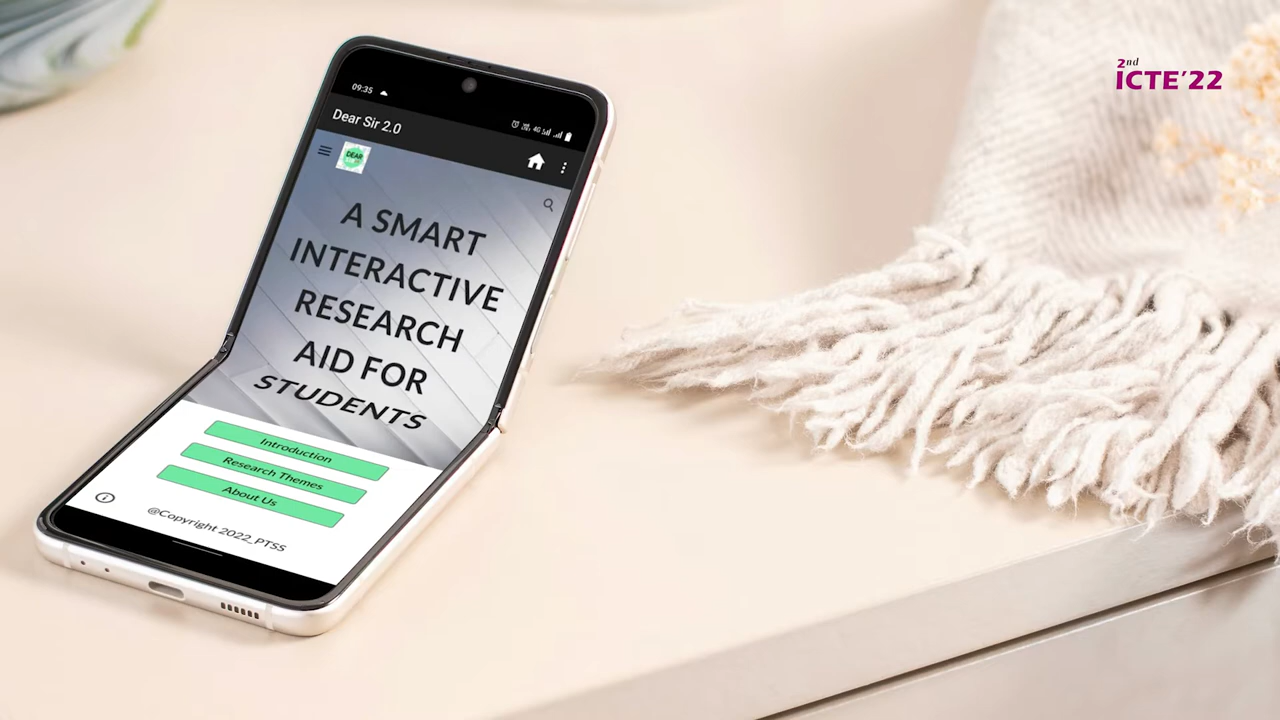 2nd
ICTE'22
09:35
Dear Sir 2.0
4G
DEAR
A SMART
INTERACTIVE
RESEARCH
AID FOR
STUDENTS
Introduction
Research Themes
About Us
@Copyright 2022_PTSS